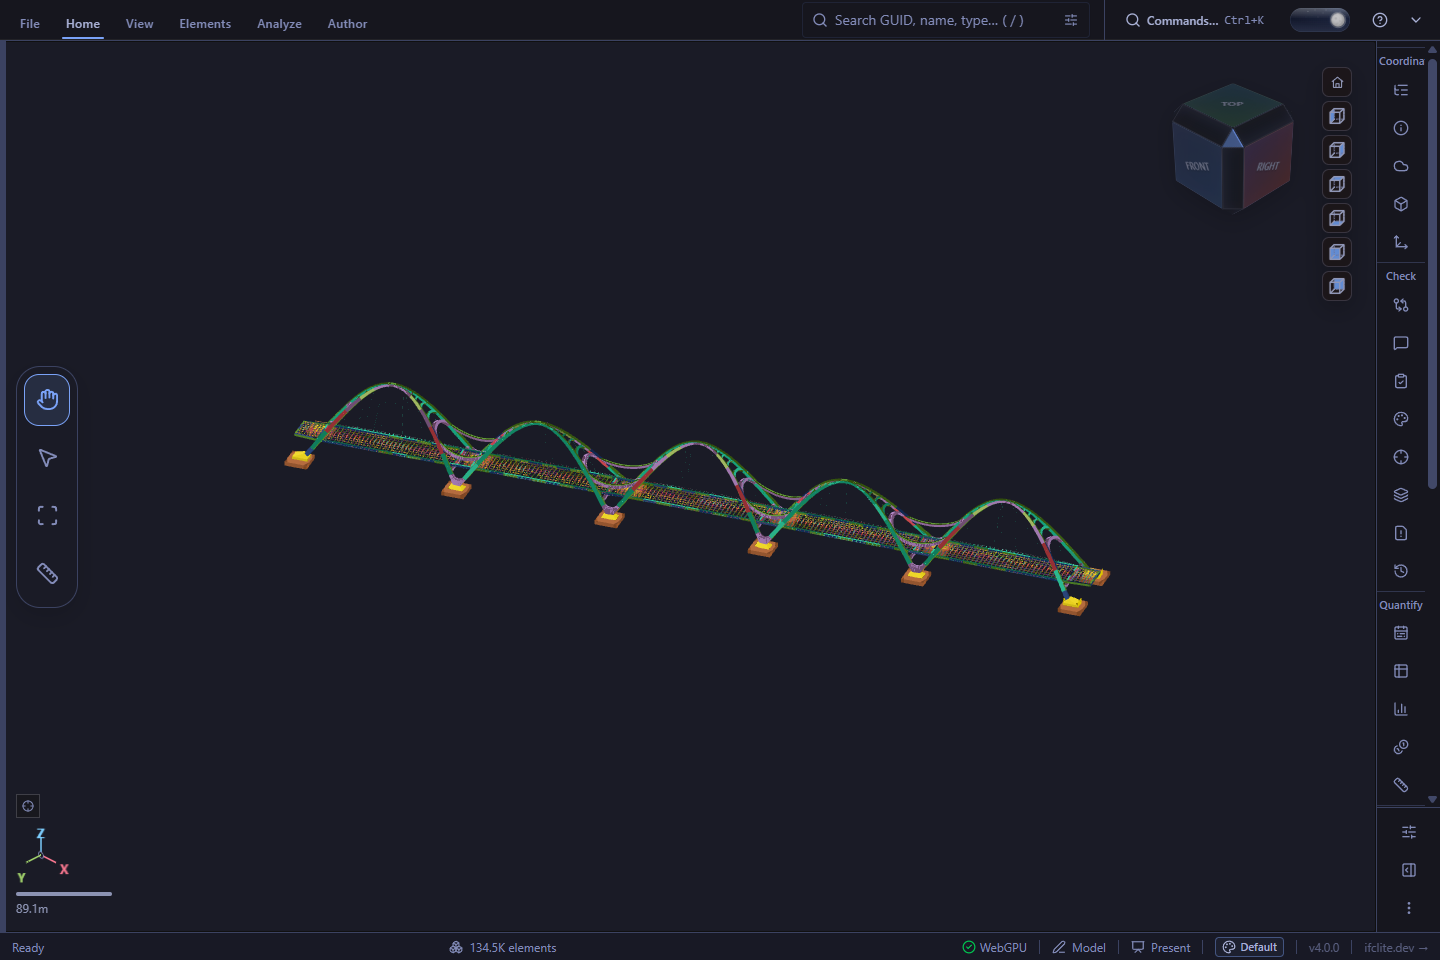 File
Home
View
Elements
Analyze
Author
Search GUID, name, type... ( / )
Commands...
Ctrl+K
TOP
FRONT
RIGHT
Coordina
Check
Quantify
Z
X
Y
89.1m
Ready
134.5K elements
WebGPU
Model
Present
Default
v4.0.0
ifclite.dev →